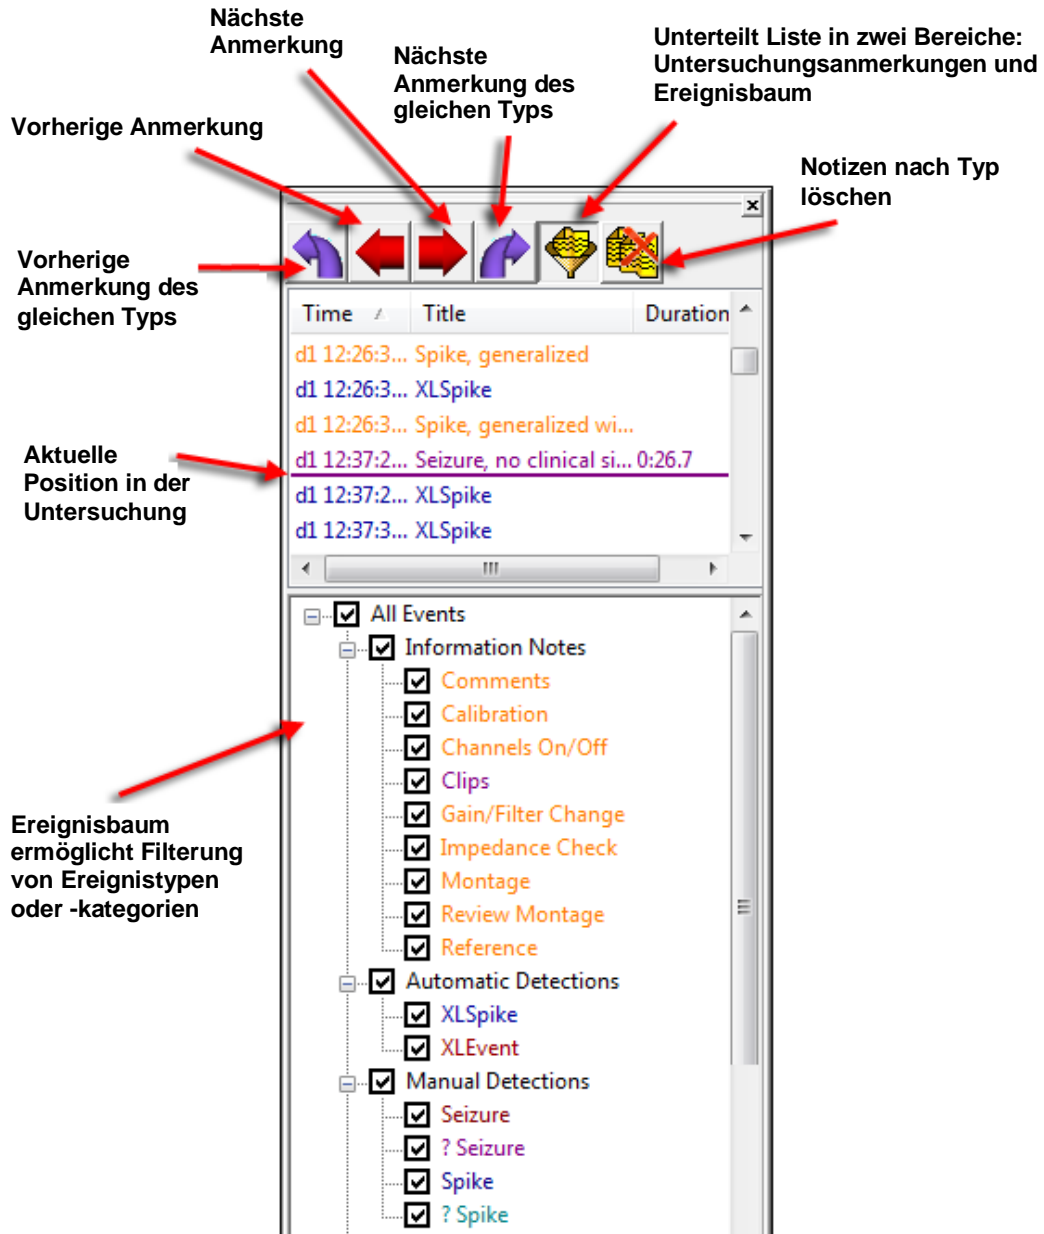 Nächste
Anmerkung
Nächste
Anmerkung des
gleichen Typs
Unterteilt Liste in zwei Bereiche:
Untersuchungsanmerkungen und
Ereignisbaum
Vorherige Anmerkung
Notizen nach Typ
löschen
Vorherige
Anmerkung des
gleichen Typs
Time Title Duration
d1 12:26:3... Spike, generalized
d1 12:26:3... XLSpike
d1 12:26:3... Spike, generalized wi...
d1 12:37:2... Seizure, no clinical si... 0:26.7
d1 12:37:2... XLSpike
d1 12:37:3... XLSpike
Aktuelle
Position in der
Untersuchung
All Events
Information Notes
Comments
Calibration
Channels On/Off
Clips
Gain/Filter Change
Impedance Check
Montage
Review Montage
Reference
Automatic Detections
XLSpike
XLEvent
Manual Detections
Seizure
? Seizure
Spike
? Spike
Ereignisbaum
ermöglicht Filterung
von Ereignistypen
oder -kategorien